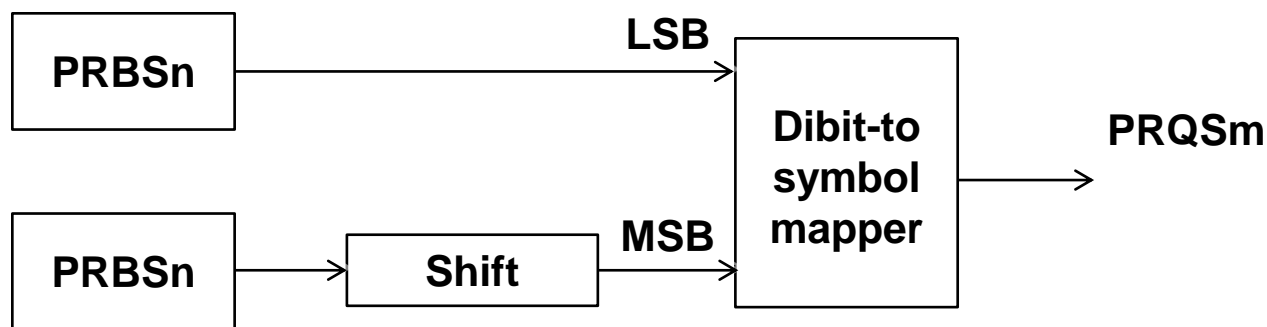 LSB
PRBSn
Dibit-to
symbol
mapper
PRQSm
MSB
PRBSn
Shift